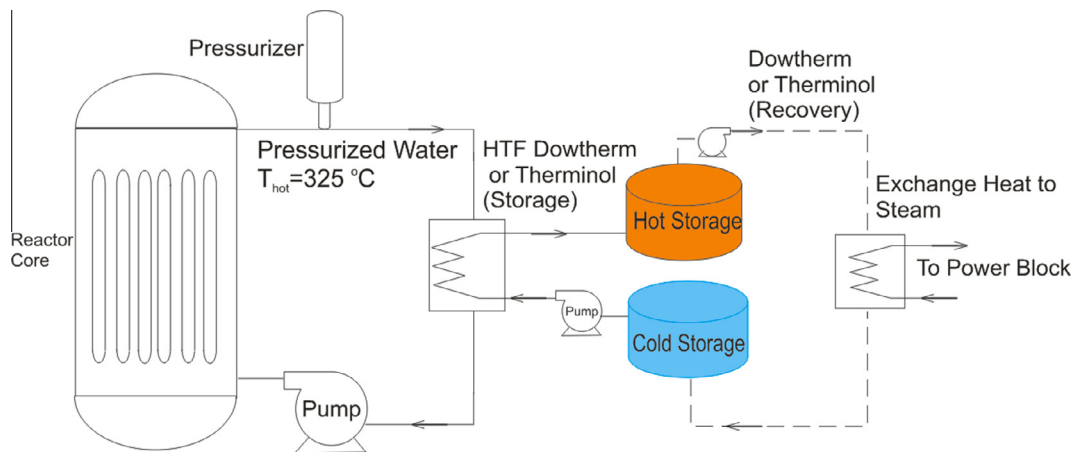 Pressurizer
Pressurized Water
Thot=325 ºC
Reactor
Core
Pump
HTF Dowtherm
or Therminol
(Storage)
Hot Storage
Pump
Cold Storage
Dowtherm
or Therminol
(Recovery)
Exchange Heat to
Steam
To Power Block